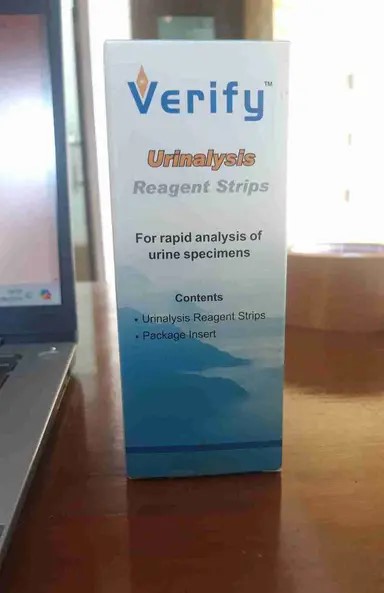 Verify™
Urinalysis
Reagent Strips
For rapid analysis of
urine specimens
Contents
• Urinalysis Reagent Strips
• Package Insert